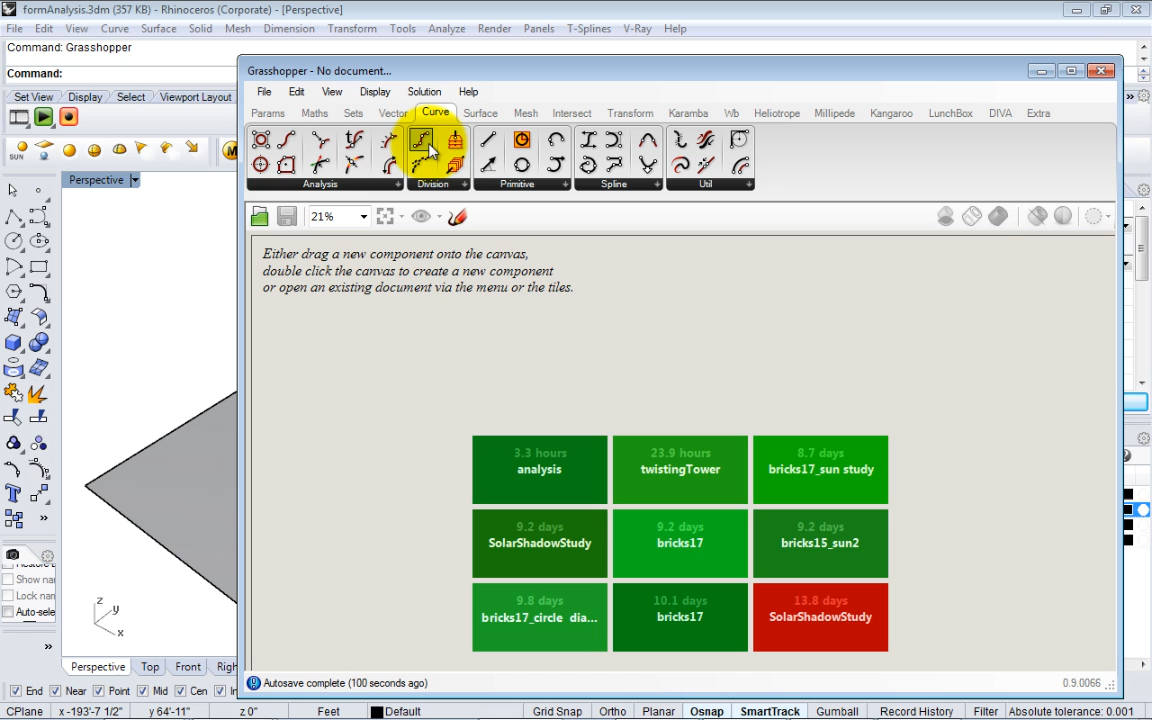 formAnalysis.3dm (357 KB) - Rhinoceros (Corporate) - [Perspective]
File Edit View Curve Surface Solid Mesh Dimension Transform Tools Analyze Render Panels T-Splines V-Ray Help
Command: Grasshopper
Command:
Set View Display Select Viewport Layout
SUN
Perspective
Grasshopper - No document...
File Edit View Display Solution Help
Params Maths Sets Vector Curve Surface Mesh Intersect Transform Karamba Wb Heliotrope Millipede Kangaroo LunchBox DIVA Extra
Analysis Division Primitive Spline Util
21%
Either drag a new component onto the canvas,
double click the canvas to create a new component
or open an existing document via the menu or the tiles.
3.3 hours
analysis
23.9 hours
twistingTower
8.7 days
bricks17_sun study
9.2 days
SolarShadowStudy
9.2 days
bricks17
9.2 days
bricks15_sun2
9.8 days
bricks17_circle dia...
10.1 days
bricks17
13.8 days
SolarShadowStudy
Show
Lock
Auto-sele
z
y
x
Perspective Top Front
Autosave complete (100 seconds ago)
0.9.0066
End Near Point Mid Cen
CPlane x -193'-7 1/2" y 64'-11" z 0" Feet Default Grid Snap Ortho Planar Osnap SmartTrack Gumball Record History Filter Absolute tolerance: 0.001